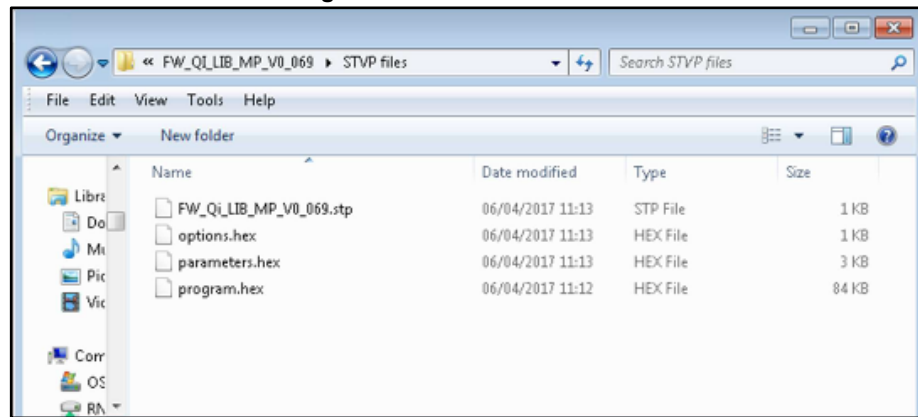 « FW_QI_LIB_MP_V0_069 ▸ STVP files Search STVP files
File Edit View Tools Help
Organize New folder
Name Date modified Type Size
FW_Qi_LIB_MP_V0_069.stp 06/04/2017 11:13 STP File 1 KB
options.hex 06/04/2017 11:13 HEX File 1 KB
parameters.hex 06/04/2017 11:13 HEX File 3 KB
program.hex 06/04/2017 11:12 HEX File 84 KB
Libra
Do
Mu
Pic
Vic
Com
OS
RN